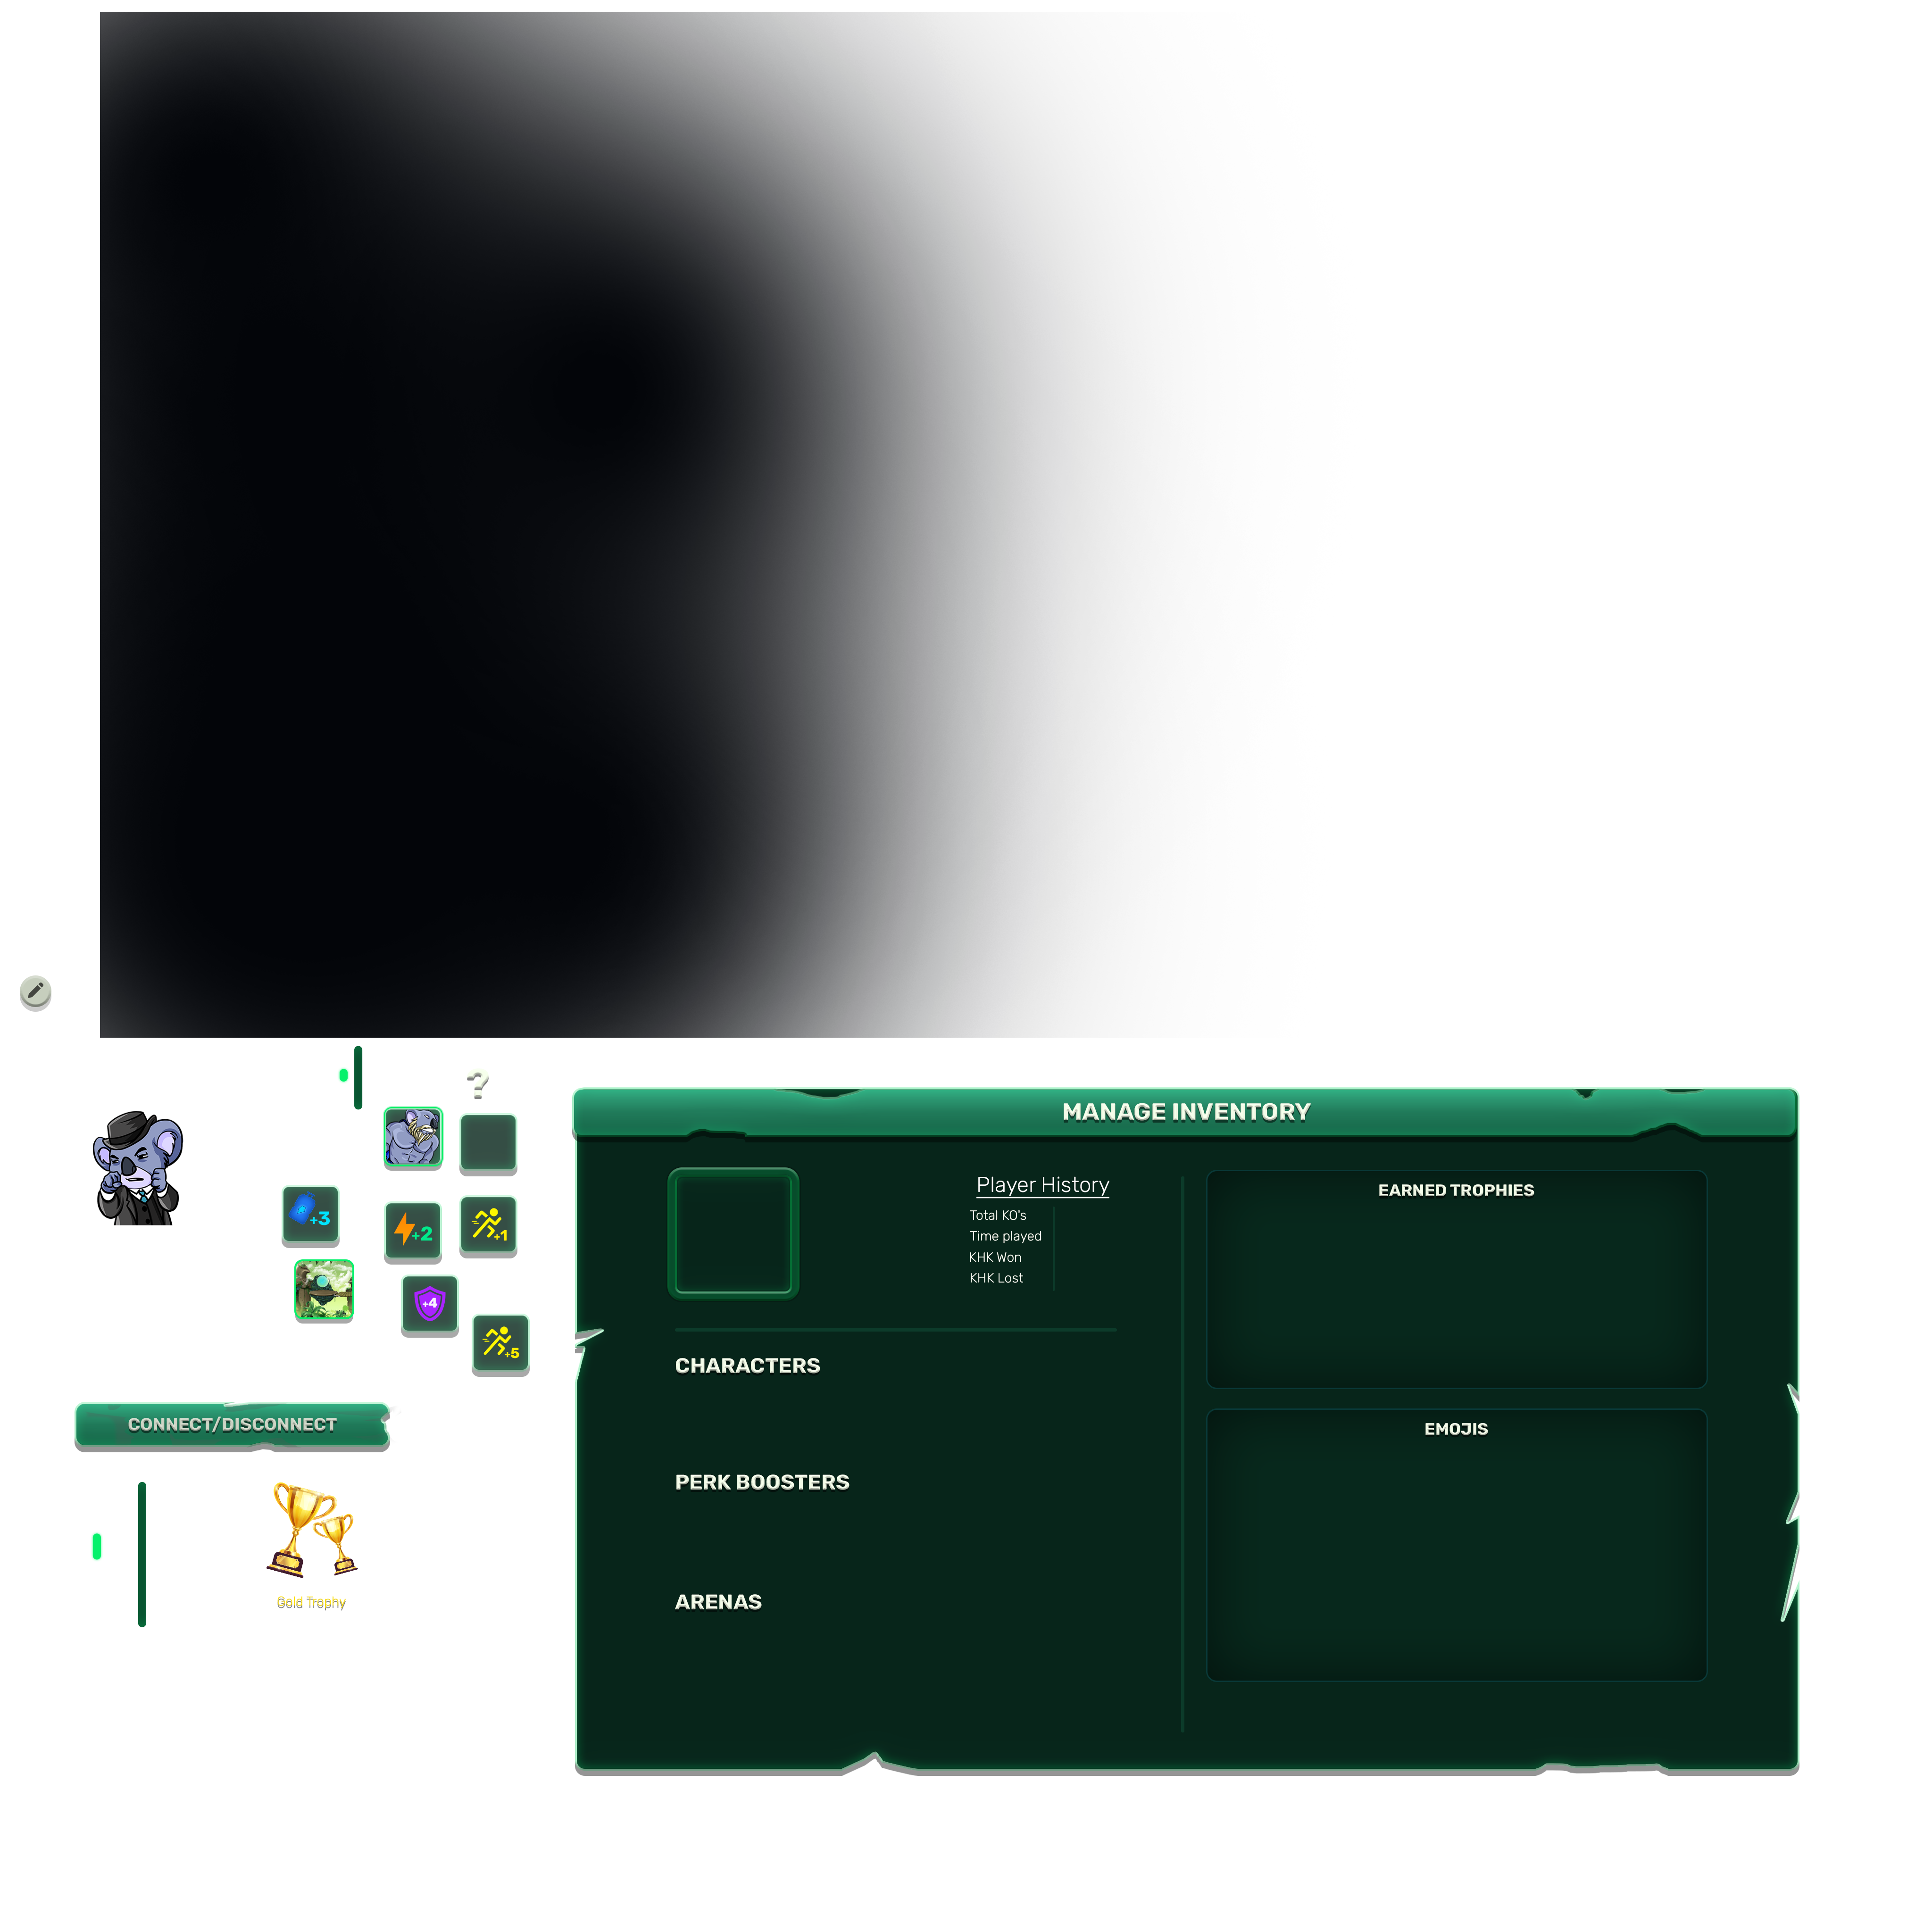 ?
+3
+2
+1
+4
+5
CONNECT/DISCONNECT
Gold Trophy
MANAGE INVENTORY
Player History
Total KO's
Time played
KHK Won
KHK Lost
CHARACTERS
PERK BOOSTERS
ARENAS
EARNED TROPHIES
EMOJIS